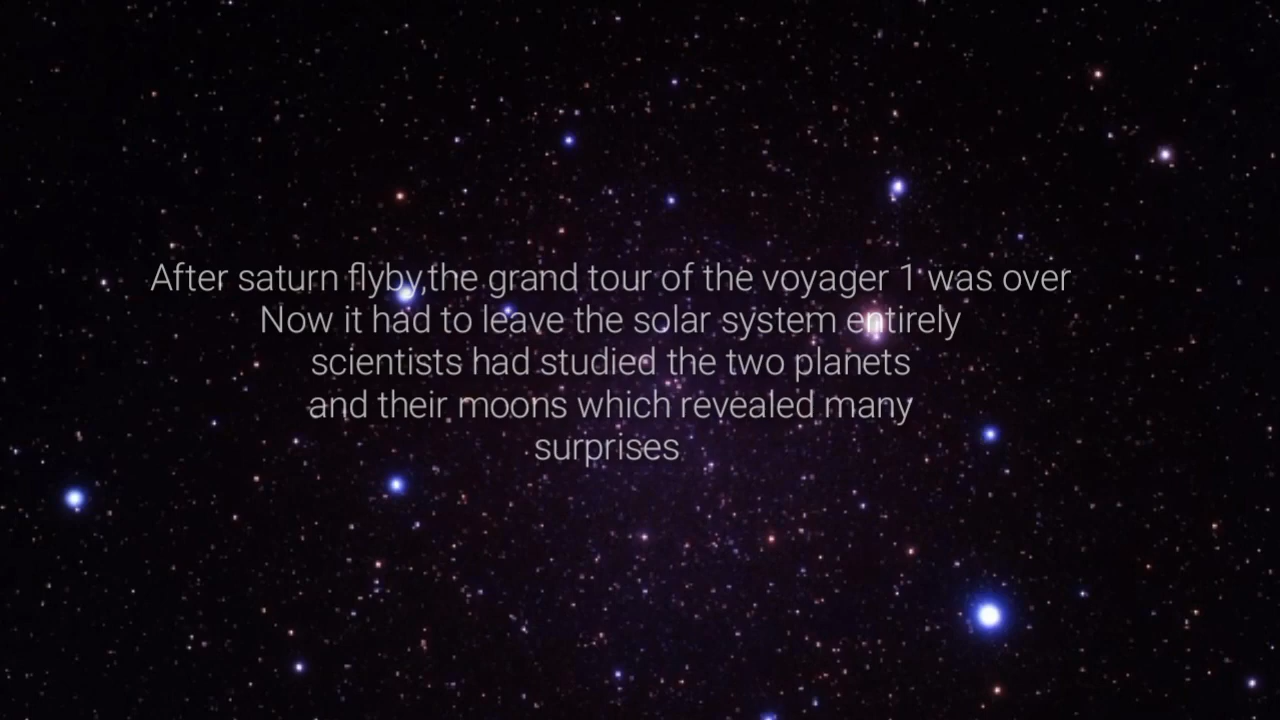 After saturn flyby,the grand tour of the voyager 1 was over
Now it had to leave the solar system entirely
scientists had studied the two planets
and their moons which revealed many
surprises